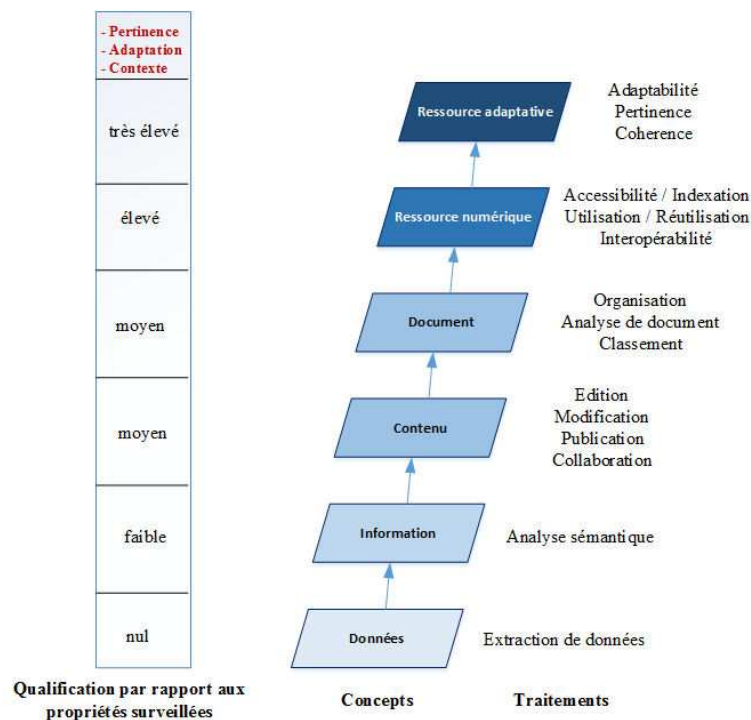 - Pertinence
- Adaptation
- Contexte
très élevé
Ressource adaptative
Adaptabilité
Pertinence
Coherence
élevé
Ressource numérique
Accessibilité / Indexation
Utilisation / Réutilisation
Interopérabilité
moyen
Document
Organisation
Analyse de document
Classement
moyen
Contenu
Edition
Modification
Publication
Collaboration
faible
Information
Analyse sémantique
nul
Données
Extraction de données
Qualification par rapport aux
propriétés surveillées
Concepts
Traitements